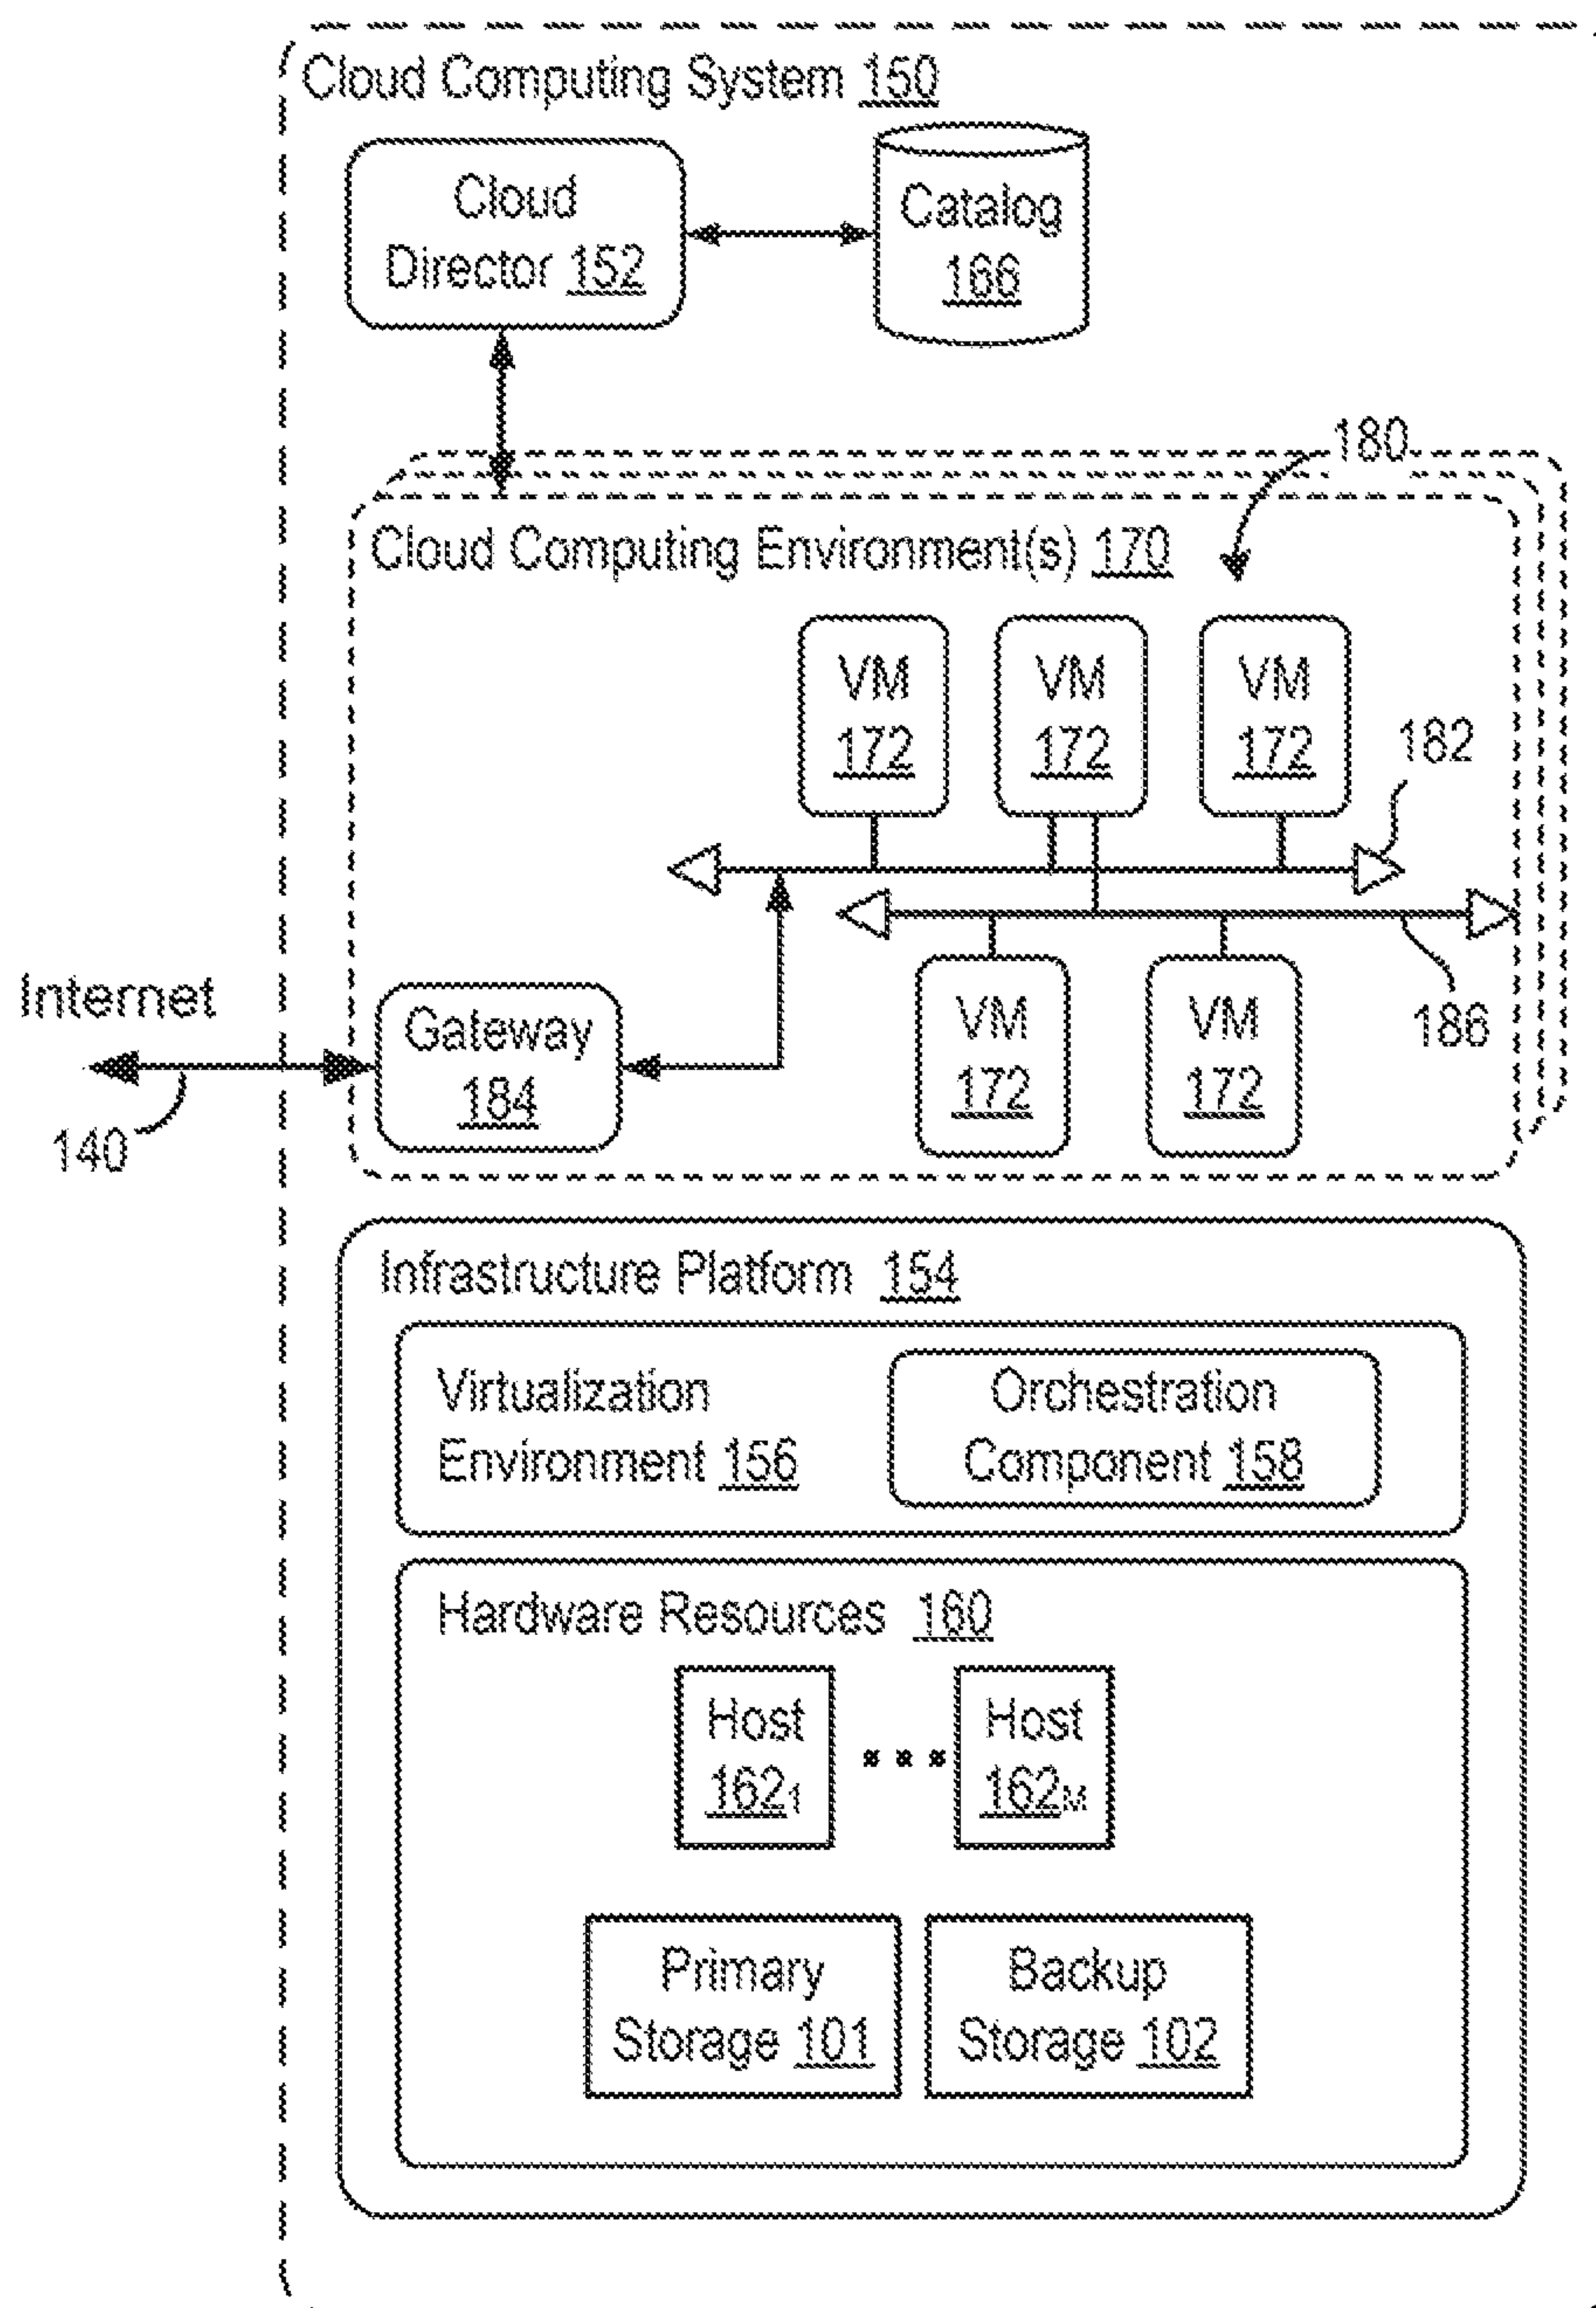 Cloud Computing System 150
Cloud
Director 152
Catalog
166
180
Cloud Computing Environment(s) 170
VM
172
VM
172
VM
172
182
Internet
140
Gateway
184
VM
172
VM
172
186
Infrastructure Platform 154
Virtualization
Environment 156
Orchestration
Component 158
Hardware Resources 160
Host
162₁
...
Host
162M
Primary
Storage 101
Backup
Storage 102